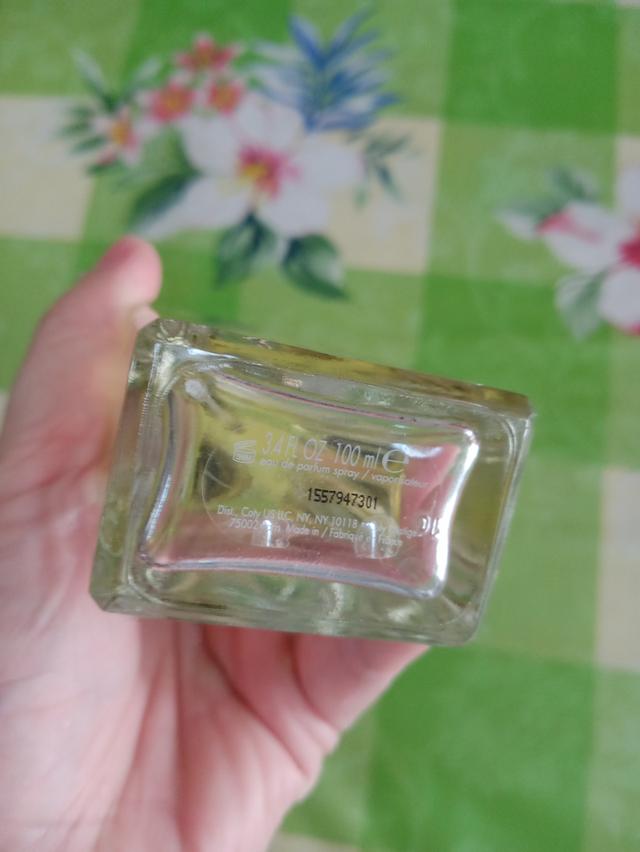 3.4 FL OZ 100 ml e
12M
eau de parfum spray / vaporisateur
1557947301
Dist. Coty US LLC, NY, NY 10118
75002 Made in / Fabriqué France